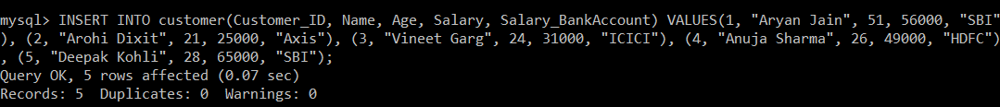 mysql> INSERT INTO customer(Customer_ID, Name, Age, Salary, Salary_BankAccount) VALUES(1, "Aryan Jain", 51, 56000, "SBI"
), (2, "Arohi Dixit", 21, 25000, "Axis"), (3, "Vineet Garg", 24, 31000, "ICICI"), (4, "Anuja Sharma", 26, 49000, "HDFC")
, (5, "Deepak Kohli", 28, 65000, "SBI");
Query OK, 5 rows affected (0.07 sec)
Records: 5  Duplicates: 0  Warnings: 0